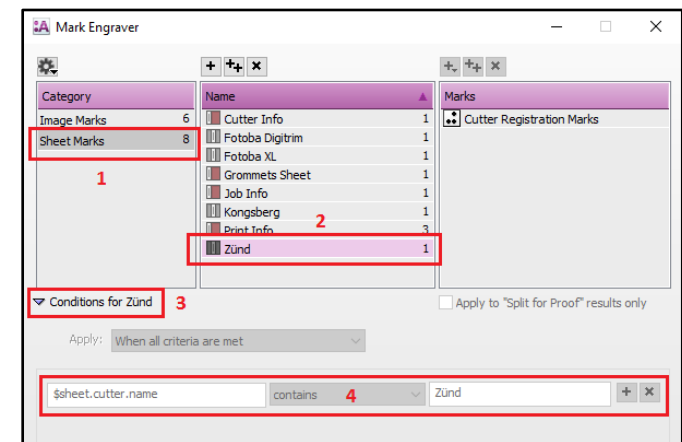 :A Mark Engraver
Category
Name
Marks
Image Marks 6
Sheet Marks 8
1
Cutter Info 1
Fotoba Digitrim 1
Fotoba XL 1
Grommets Sheet 1
Job Info 1
Kongsberg 1
Print Info 3
Zünd 1
2
Cutter Registration Marks
Conditions for Zünd 3
Apply to "Split for Proof" results only
Apply: When all criteria are met
$sheet.cutter.name contains 4 Zünd